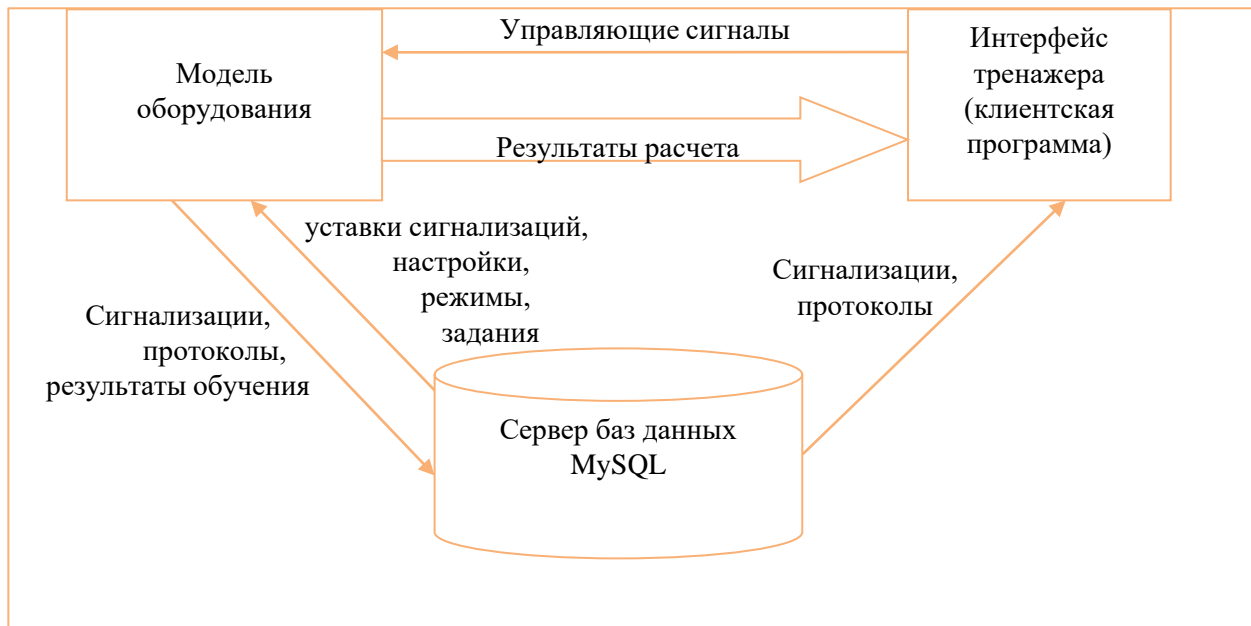 Управляющие сигналы
Модель
оборудования
Интерфейс
тренажера
(клиентская
программа)
Результаты расчета
уставки сигнализаций,
настройки,
режимы,
задания
Сигнализации,
протоколы
Сигнализации,
протоколы,
результаты обучения
Сервер баз данных
MySQL